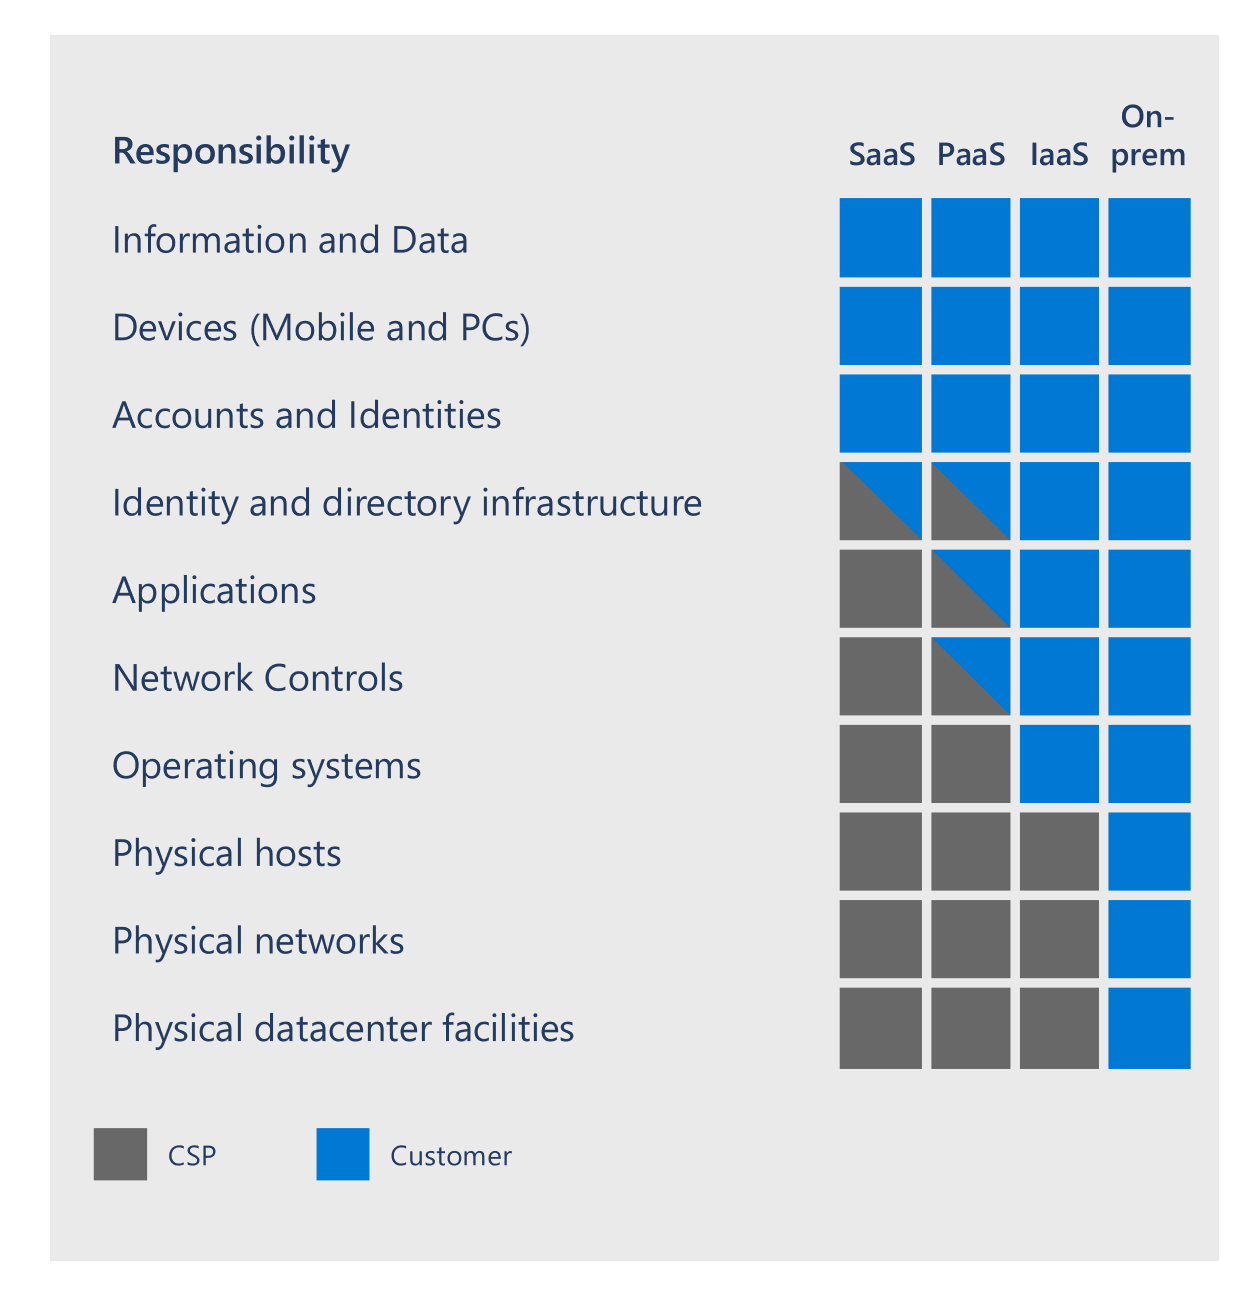 On-
Responsibility SaaS PaaS IaaS prem
Information and Data
Devices (Mobile and PCs)
Accounts and Identities
Identity and directory infrastructure
Applications
Network Controls
Operating systems
Physical hosts
Physical networks
Physical datacenter facilities
CSP Customer